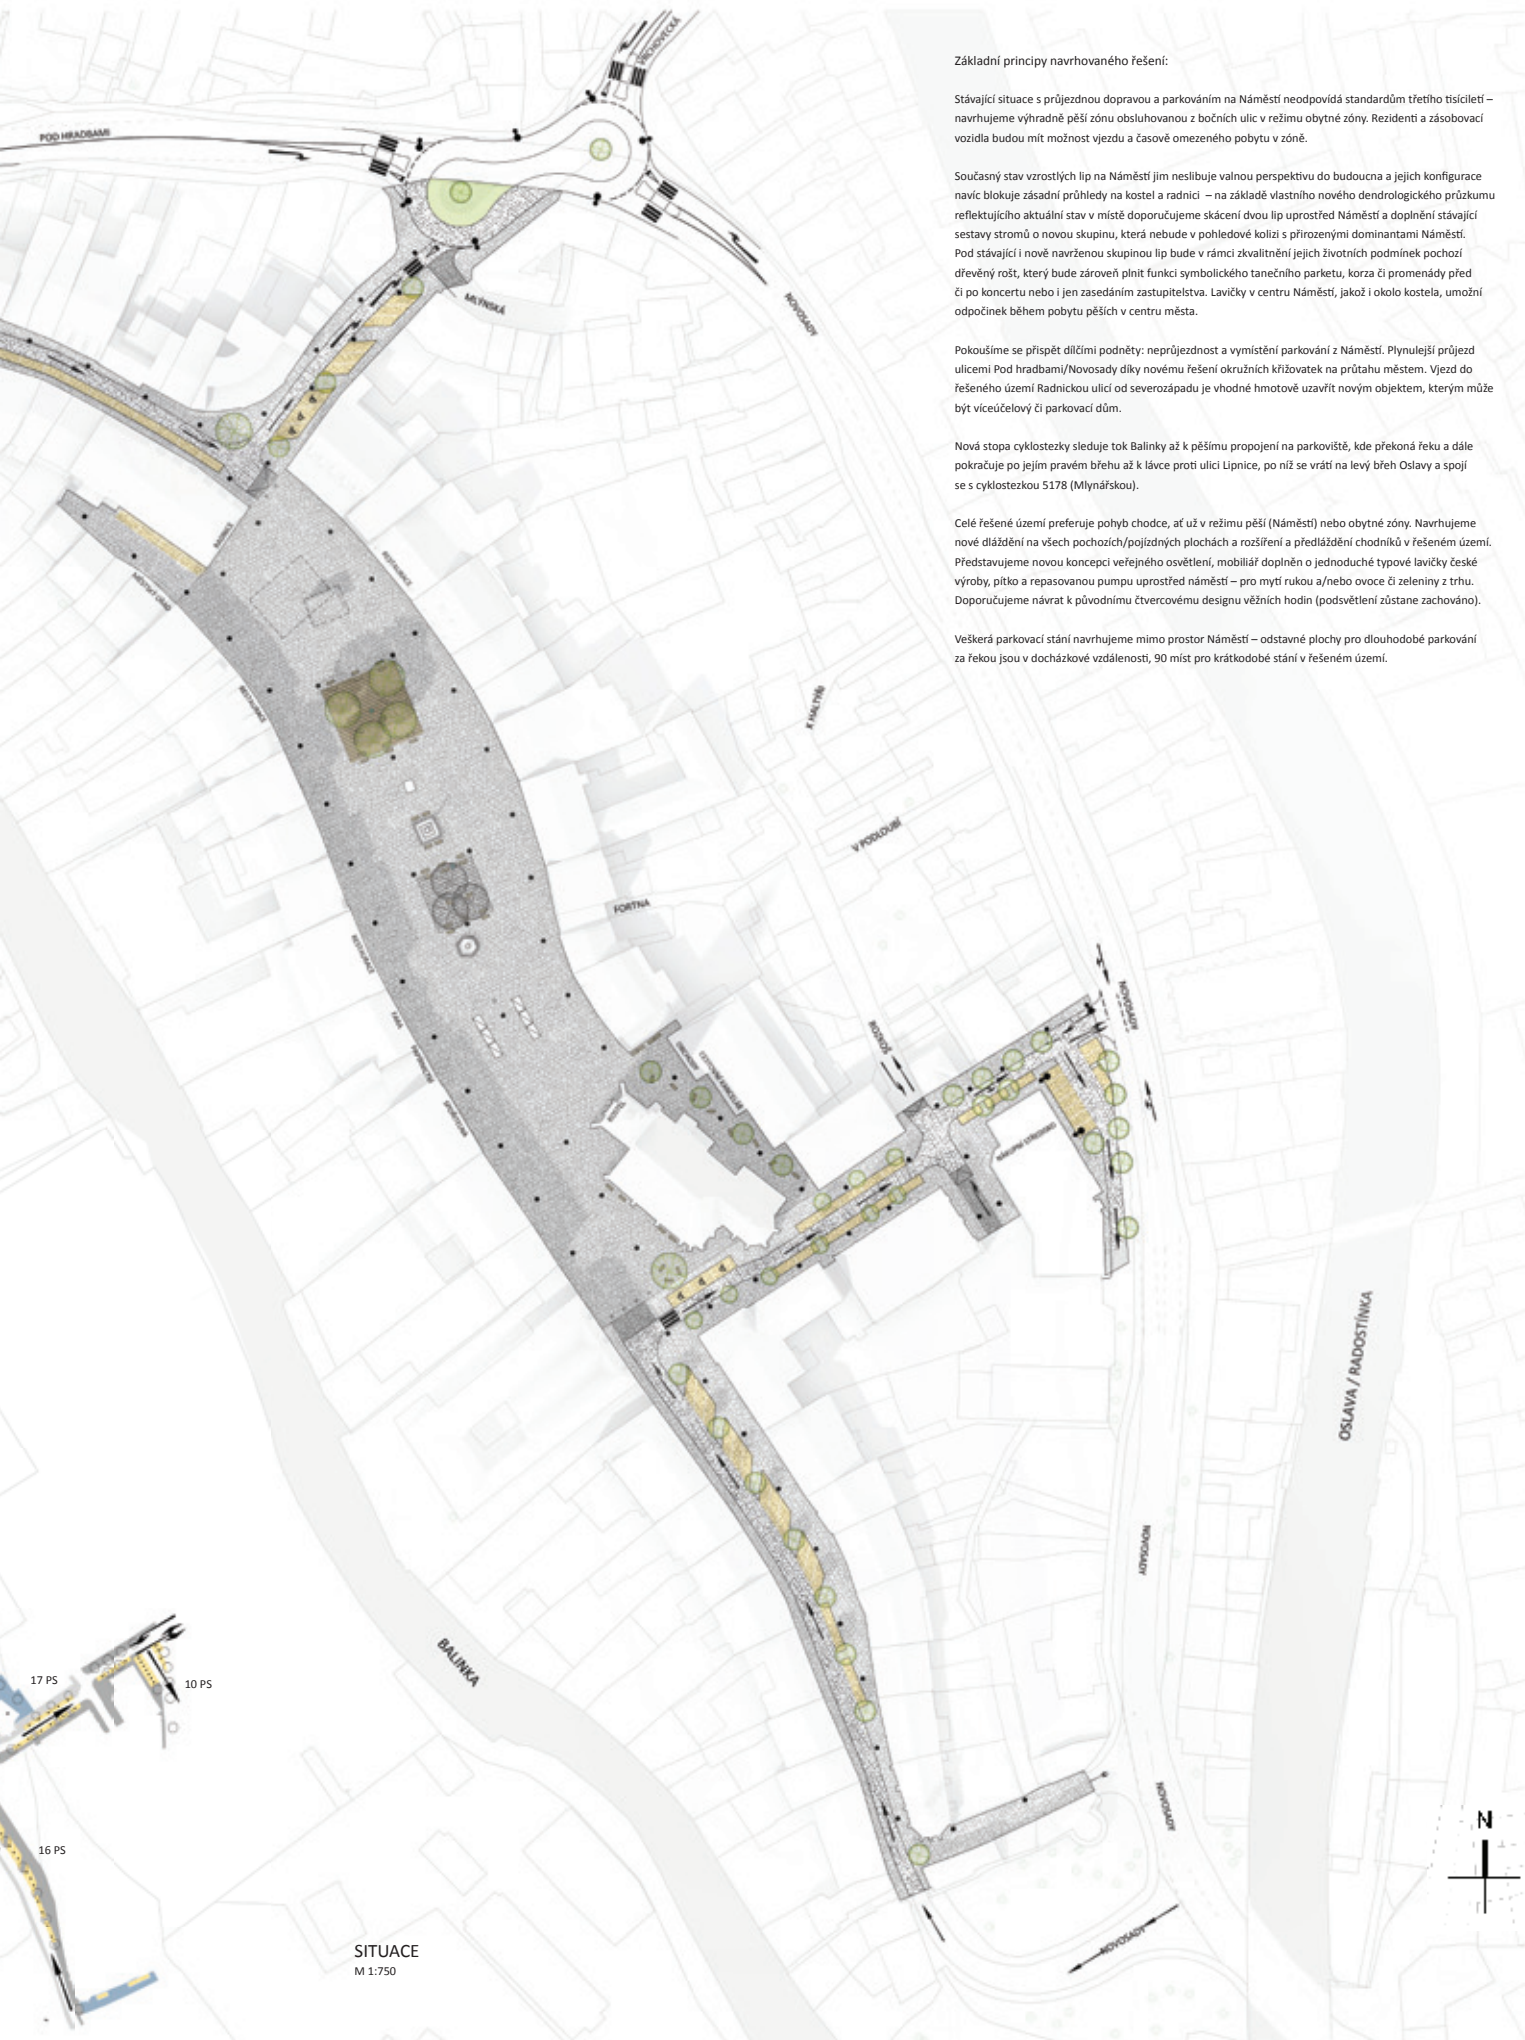 Základní principy navrhovaného řešení:
Stávající situace s průjezdnou dopravou a parkováním na Náměstí neodpovídá standardům třetího tisíciletí –
navrhujeme výhradně pěší zónu obsluhovanou z bočních ulic v režimu obytné zóny. Rezidenti a zásobovací
vozidla budou mít možnost vjezdu a časově omezeného pobytu v zóně.
Současný stav vzrostlých lip na Náměstí jim neslibuje valnou perspektivu do budoucna a jejich konfigurace
navíc blokuje zásadní průhledy na kostel a radnici – na základě vlastního nového dendrologického průzkumu
reflektujícího aktuální stav v místě doporučujeme skácení dvou lip uprostřed Náměstí a doplnění stávající
sestavy stromů o novou skupinu, která nebude v pohledové kolizi s přirozenými dominantami Náměstí.
Pod stávající i nově navrženou skupinou lip bude v rámci zkvalitnění jejich životních podmínek pochozí
dřevěný rošt, který bude zároveň plnit funkci symbolického tanečního parketu, korza či promenády před
či po koncertu nebo i jen zasedáním zastupitelstva. Lavičky v centru Náměstí, jakož i okolo kostela, umožní
odpočinek během pobytu pěších v centru města.
Pokoušíme se přispět dílčími podněty: neprůjezdnost a vymístění parkování z Náměstí. Plynulejší průjezd
ulicemi Pod hradbami/Novosady díky novému řešení okružních křižovatek na průtahu městem. Vjezd do
řešeného území Radnickou ulicí od severozápadu je vhodné hmotově uzavřít novým objektem, kterým může
být víceúčelový či parkovací dům.
Nová stopa cyklostezky sleduje tok Balinky až k pěšímu propojení na parkoviště, kde překoná řeku a dále
pokračuje po jejím pravém břehu až k lávce proti ulici Lipnice, po níž se vrátí na levý břeh Oslavy a spojí
se s cyklostezkou 5178 (Mlynářskou).
Celé řešené území preferuje pohyb chodce, ať už v režimu pěší (Náměstí) nebo obytné zóny. Navrhujeme
nové dláždění na všech pochozích/pojízdných plochách a rozšíření a předláždění chodníků v řešeném území.
Představujeme novou koncepci veřejného osvětlení, mobiliář doplněn o jednoduché typové lavičky české
výroby, pítko a repasovanou pumpu uprostřed náměstí – pro mytí rukou a/nebo ovoce či zeleniny z trhu.
Doporučujeme návrat k původnímu čtvercovému designu věžních hodin (podsvětlení zůstane zachováno).
Veškerá parkovací stání navrhujeme mimo prostor Náměstí – odstavné plochy pro dlouhodobé parkování
za řekou jsou v docházkové vzdálenosti, 90 míst pro krátkodobé stání v řešeném území.
VRCHOVECKÁ
POD HRADBAMI
MLÝNSKÁ
NOVOSADY
RADNICE
RESTAURACE
MĚSTSKÝ ÚŘAD
RESTAURACE
K HALTÝŘI
V PODLOUBÍ
FORTNA
RESTAURACE
FARA
NOVOSADY
ROZKOŠ
KOSTEL
NÁKUPNÍ STŘEDISKO
OSLAVA / RADOSTÍNKA
NOVOSADY
BALINKA
17 PS
10 PS
16 PS
NOVOSADY
N
NOVOSADY
SITUACE
M 1:750